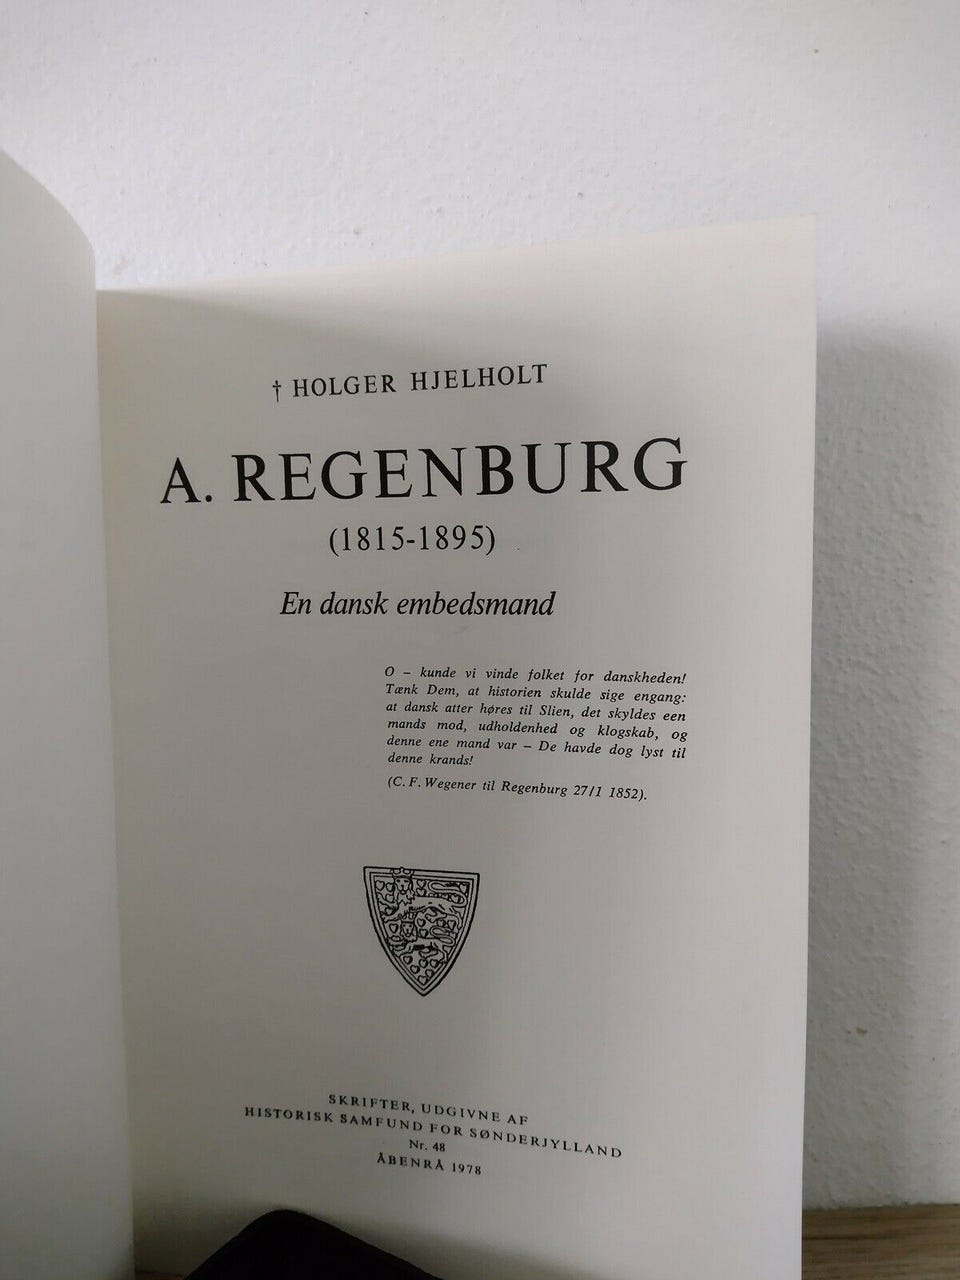 † HOLGER HJELHOLT
A. REGENBURG
(1815-1895)
En dansk embedsmand
O – kunde vi vinde folket for danskheden!
Tænk Dem, at historien skulde sige engang:
at dansk atter høres til Slien, det skyldes een
mands mod, udholdenhed og klogskab, og
denne ene mand var – De havde dog lyst til
denne krands!
(C. F. Wegener til Regenburg 27/1 1852).
SKRIFTER, UDGIVNE AF
HISTORISK SAMFUND FOR SØNDERJYLLAND
Nr. 48
ÅBENRÅ 1978